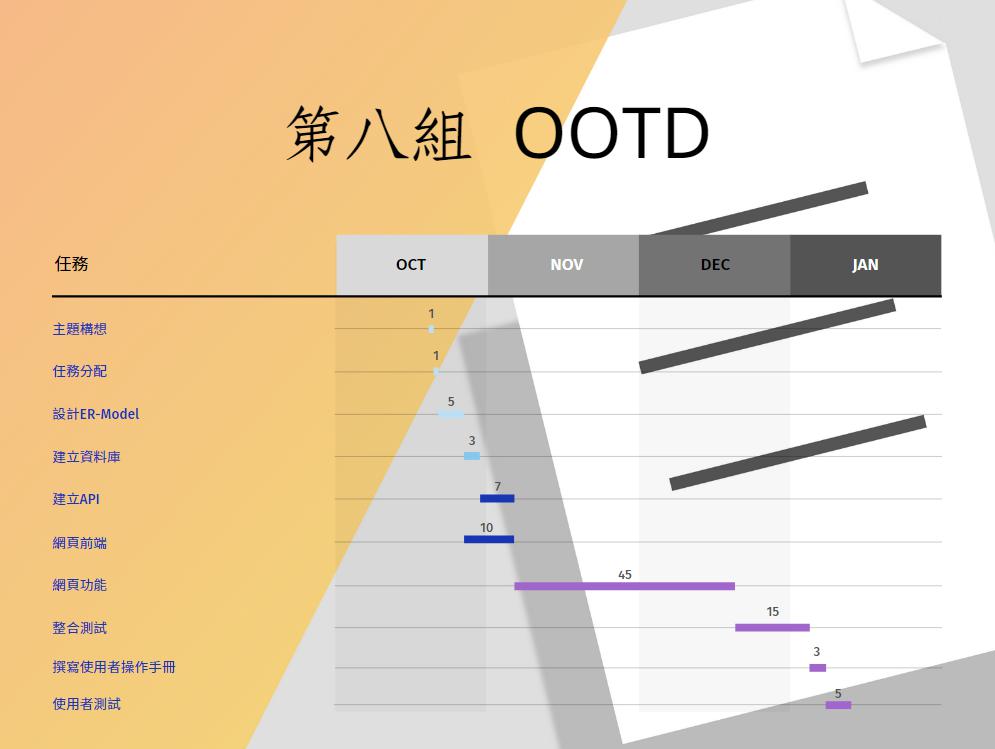 第八組 OOTD
任務 OCT NOV DEC JAN
主題構想 1
任務分配 1
設計ER-Model 5
建立資料庫 3
建立API 7
網頁前端 10
網頁功能 45
整合測試 15
撰寫使用者操作手冊 3
使用者測試 5